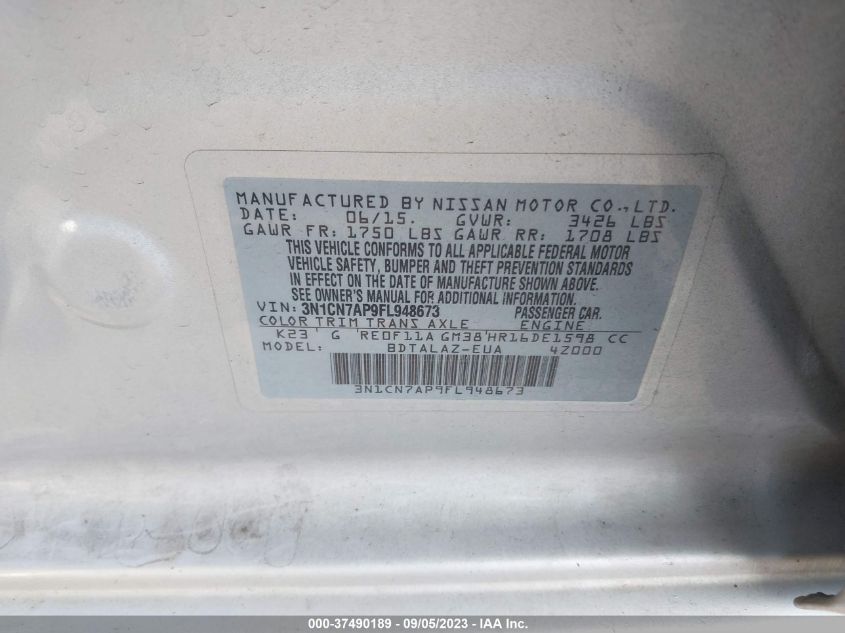 MANUFACTURED BY NISSAN MOTOR CO.,LTD.
DATE: 06/15. GVWR: 3426 LBS
GAWR FR: 1750 LBS GAWR RR: 1708 LBS
THIS VEHICLE CONFORMS TO ALL APPLICABLE FEDERAL MOTOR
VEHICLE SAFETY, BUMPER AND THEFT PREVENTION STANDARDS
IN EFFECT ON THE DATE OF MANUFACTURE SHOWN ABOVE.
SEE OWNER'S MANUAL FOR ADDITIONAL INFORMATION.
VIN: 3N1CN7AP9FL948673 PASSENGER CAR.
COLOR TRIM TRANS AXLE ENGINE
K23 G RE0F11A GM38 HR16DE1598 CC
MODEL: BDTALAZ-EUA 42000
3N1CN7AP9FL948673
000-37490189 - 09/05/2023 - IAA Inc.